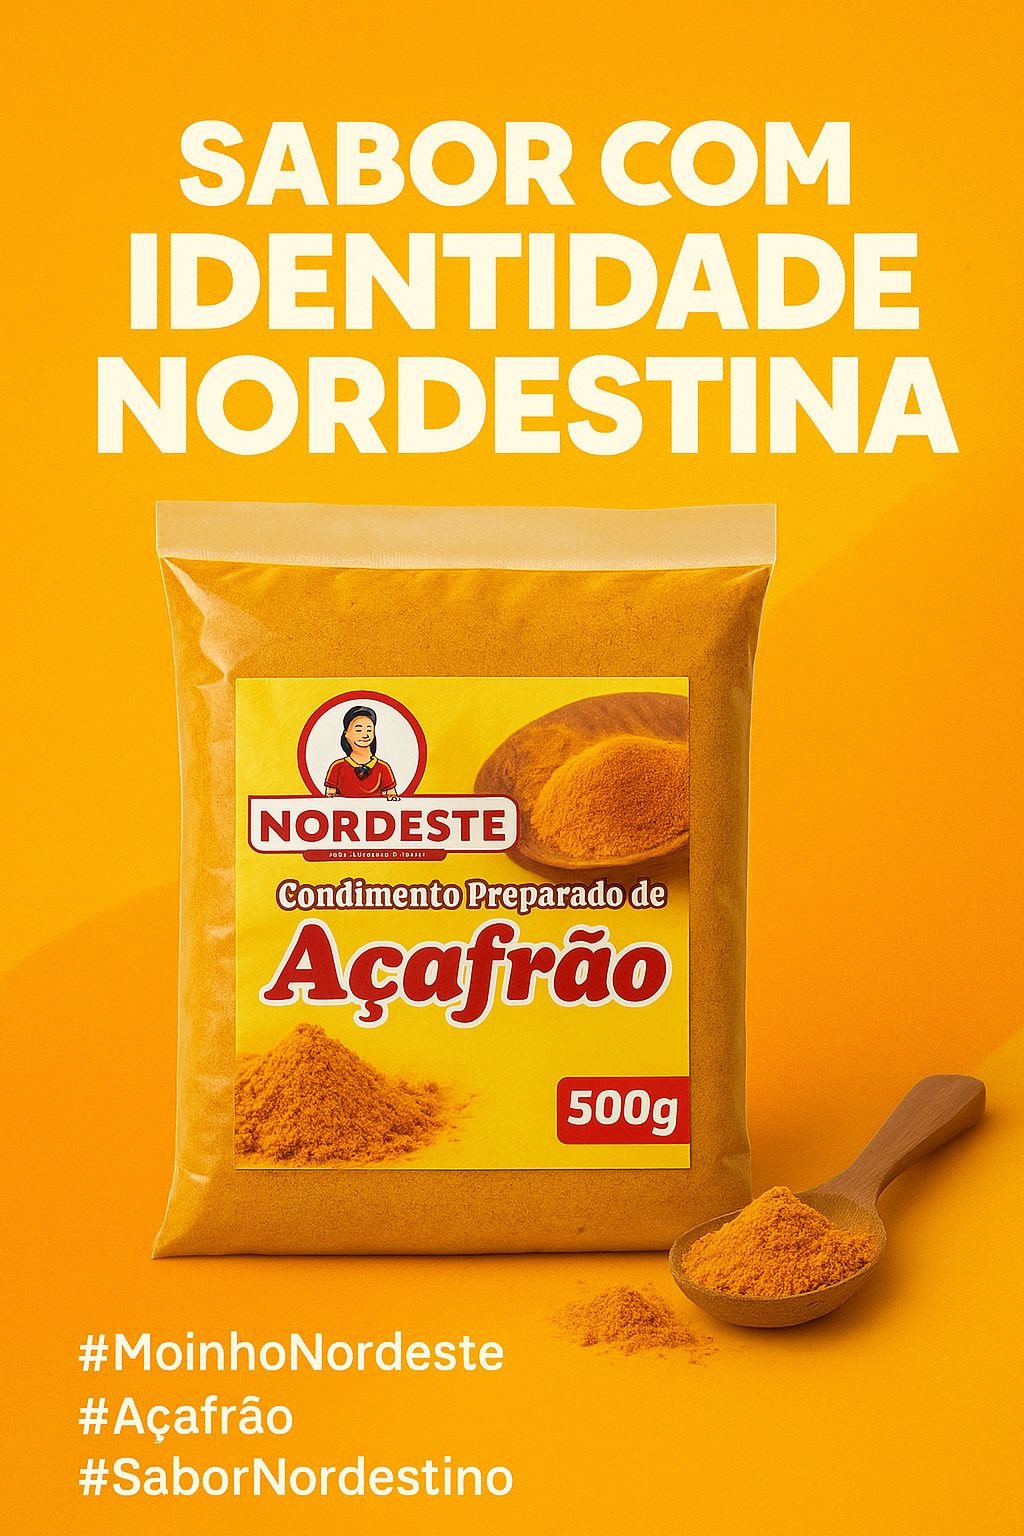 SABOR COM
IDENTIDADE
NORDESTINA
NORDESTE
Condimento Preparado de
Açafrão
500g
#MoinhoNordeste
#Açafrão
#SaborNordestino